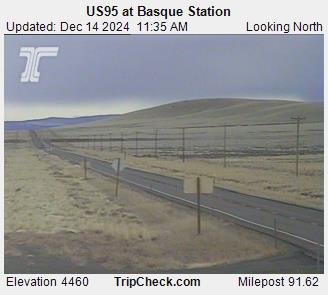 US95 at Basque Station
Updated: Dec 14 2024 11:35 AM Looking North
Elevation 4460 TripCheck.com Milepost 91.62